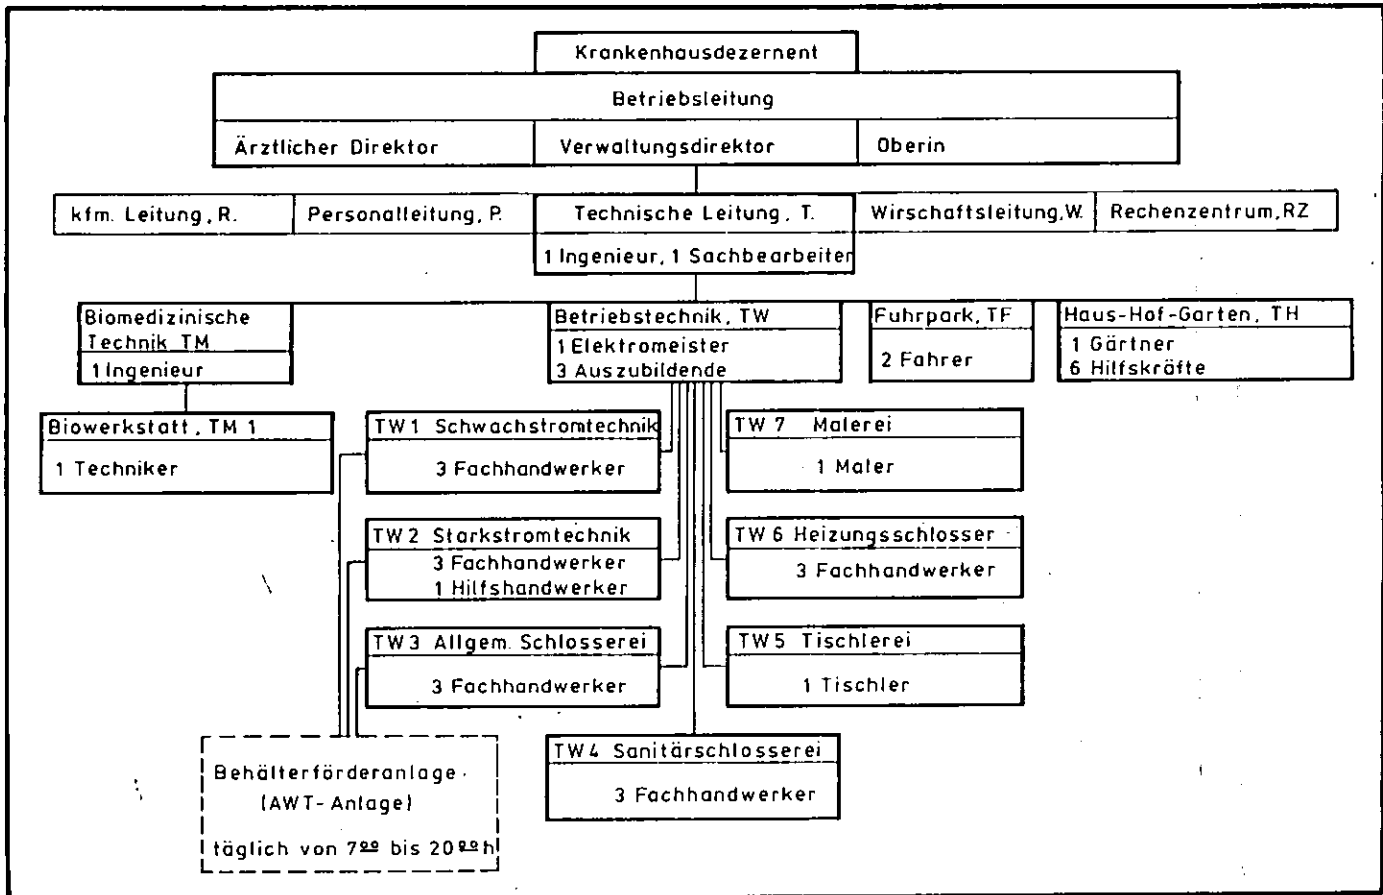 Krankenhausdezernent
Betriebsleitung
Ärztlicher Direktor
Verwaltungsdirektor
Oberin
kfm. Leitung, R.
Personalleitung, P.
Technische Leitung, T.
Wirschaftsleitung, W.
Rechenzentrum, RZ
1 Ingenieur, 1 Sachbearbeiter
Biomedizinische
Technik, TM
1 Ingenieur
Betriebstechnik, TW
1 Elektromeister
3 Auszubildende
Fuhrpark, TF
2 Fahrer
Haus-Hof-Garten, TH
1 Gärtner
6 Hilfskräfte
Biowerkstatt, TM 1
1 Techniker
TW 1 Schwachstromtechnik
3 Fachhandwerker
TW 7 Malerei
1 Maler
TW 2 Starkstromtechnik
3 Fachhandwerker
1 Hilfshandwerker
TW 6 Heizungsschlosser
3 Fachhandwerker
TW 3 Allgem. Schlosserei
3 Fachhandwerker
TW 5 Tischlerei
1 Tischler
TW 4 Sanitärschlosserei
3 Fachhandwerker
Behälterförderanlage
(AWT-Anlage)
täglich von 7⁰⁰ bis 20⁰⁰ h